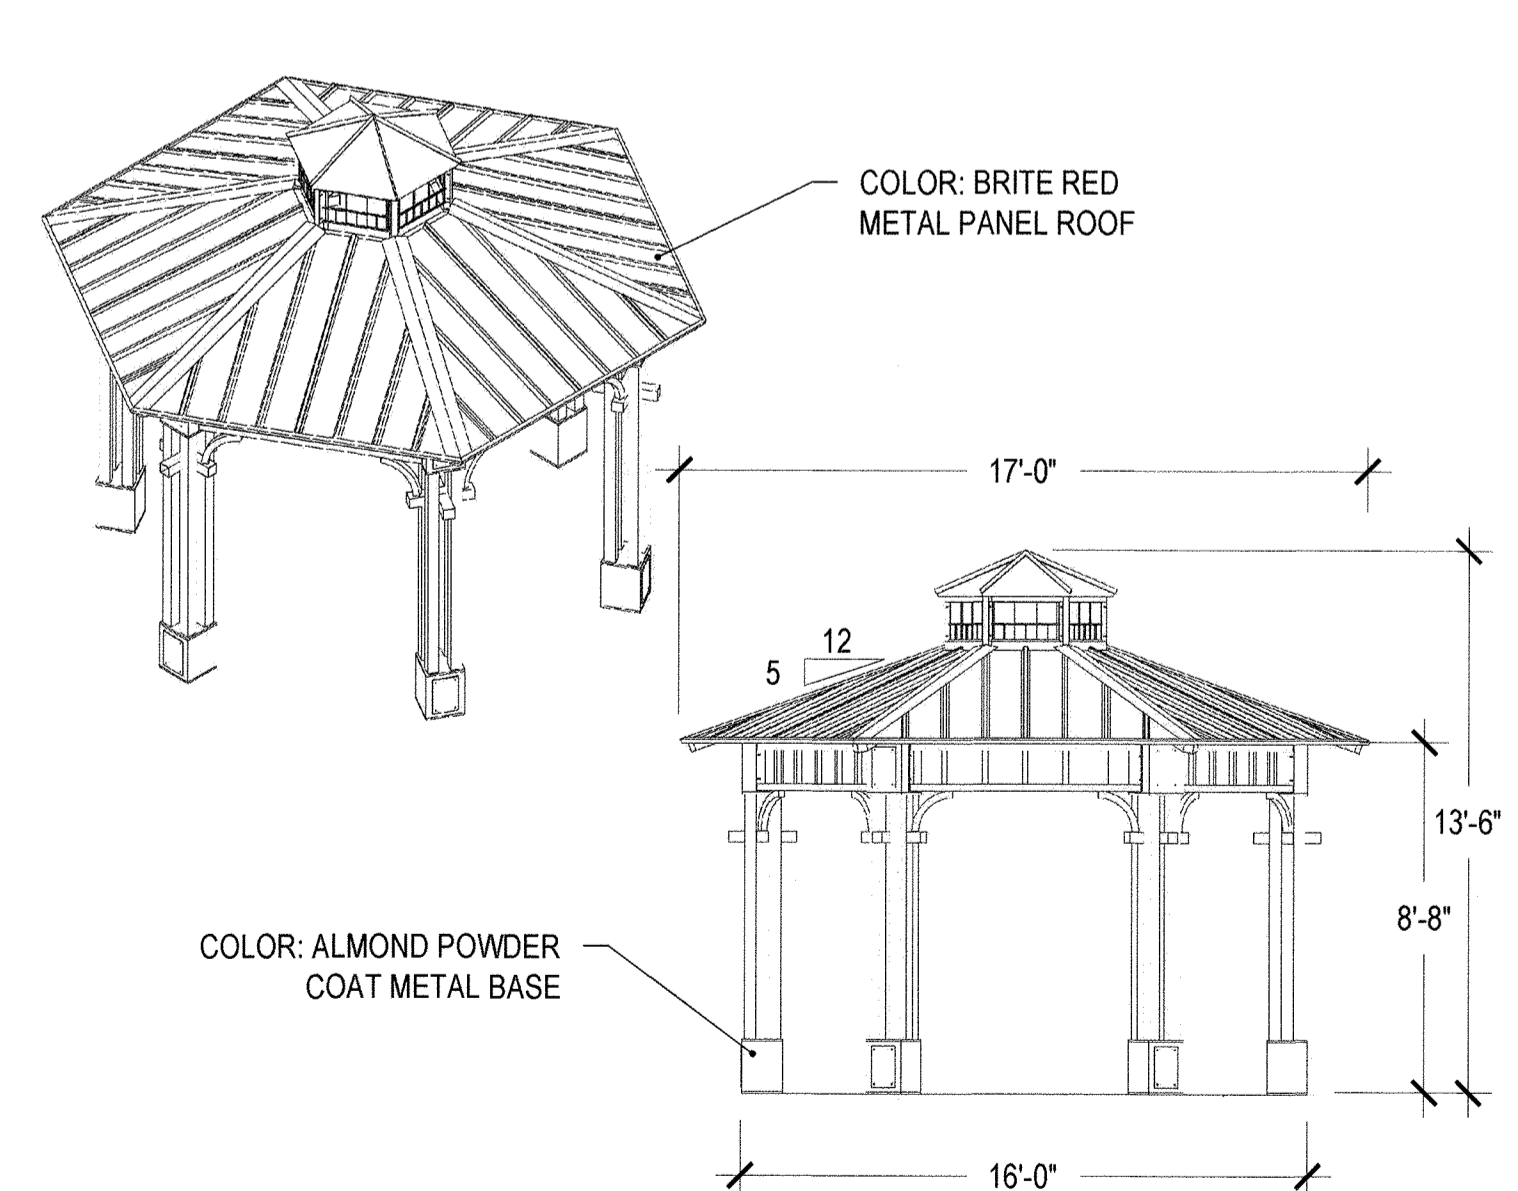 COLOR: BRITE RED
METAL PANEL ROOF
17'-0"
12
5
13'-6"
8'-8"
COLOR: ALMOND POWDER
COAT METAL BASE
16'-0"